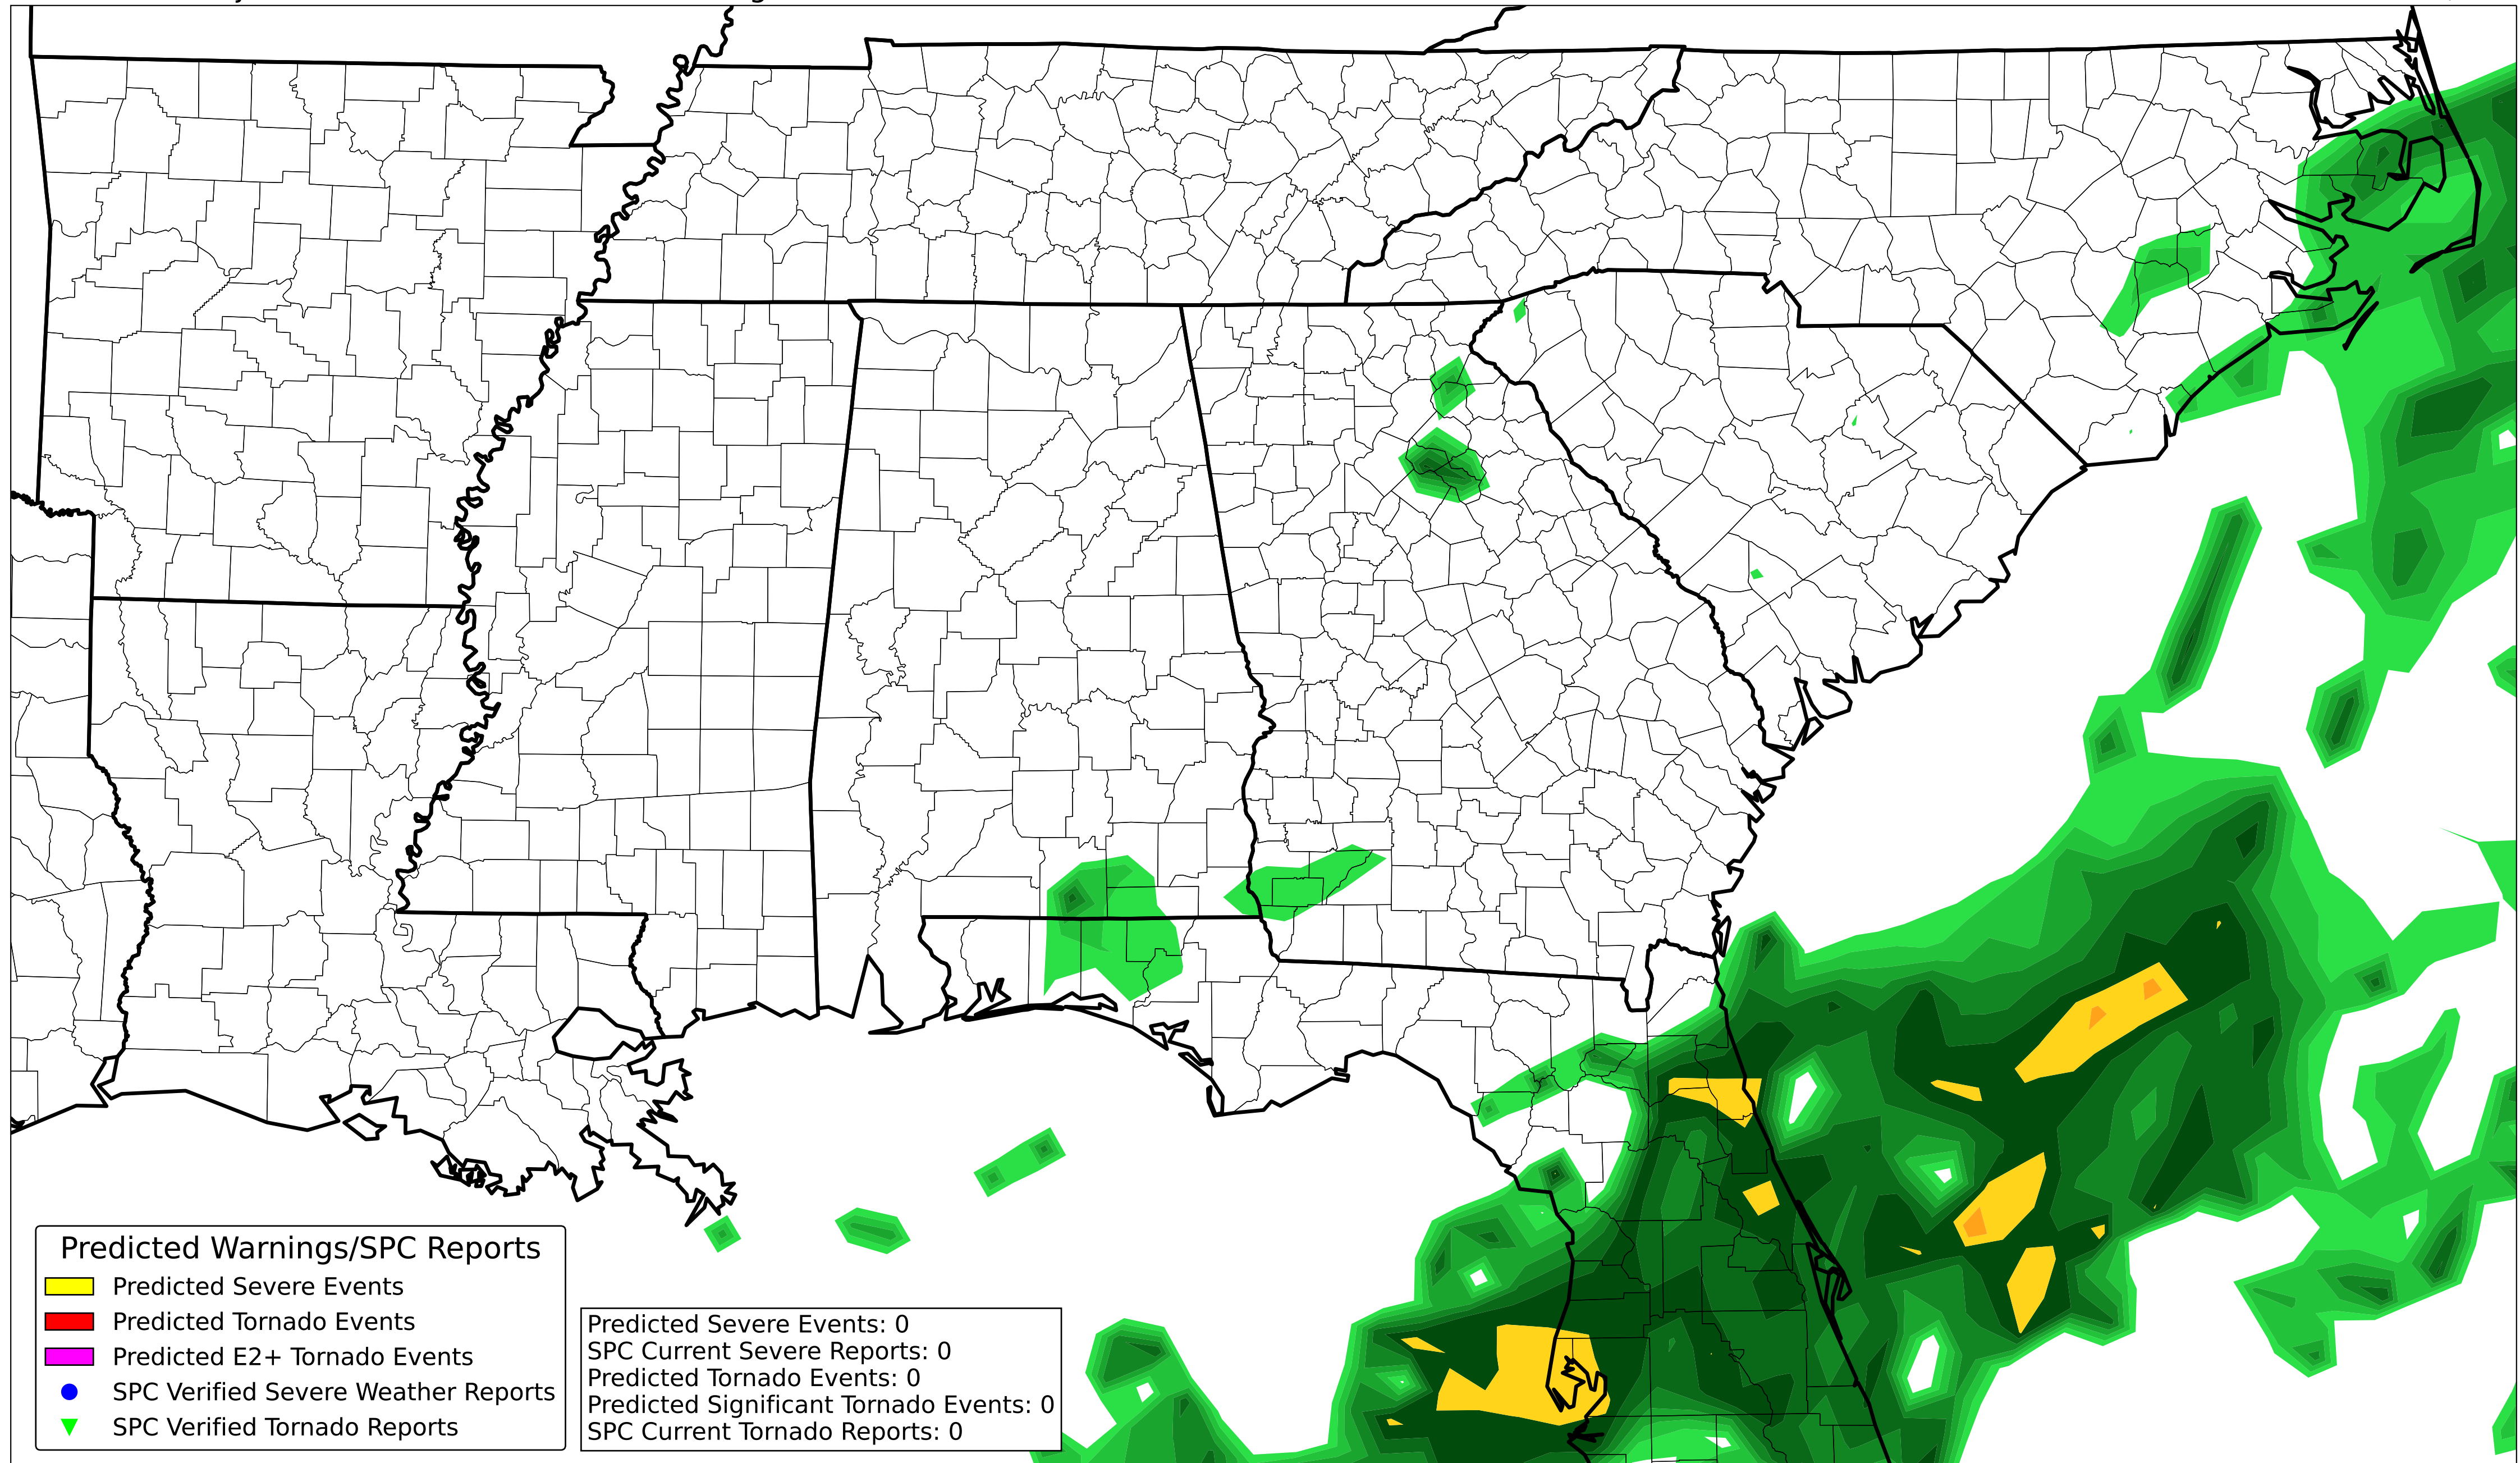 Predicted Warnings/SPC Reports
Predicted Severe Events
Predicted Tornado Events
Predicted E2+ Tornado Events
SPC Verified Severe Weather Reports
SPC Verified Tornado Reports
Predicted Severe Events: 0
SPC Current Severe Reports: 0
Predicted Tornado Events: 0
Predicted Significant Tornado Events: 0
SPC Current Tornado Reports: 0